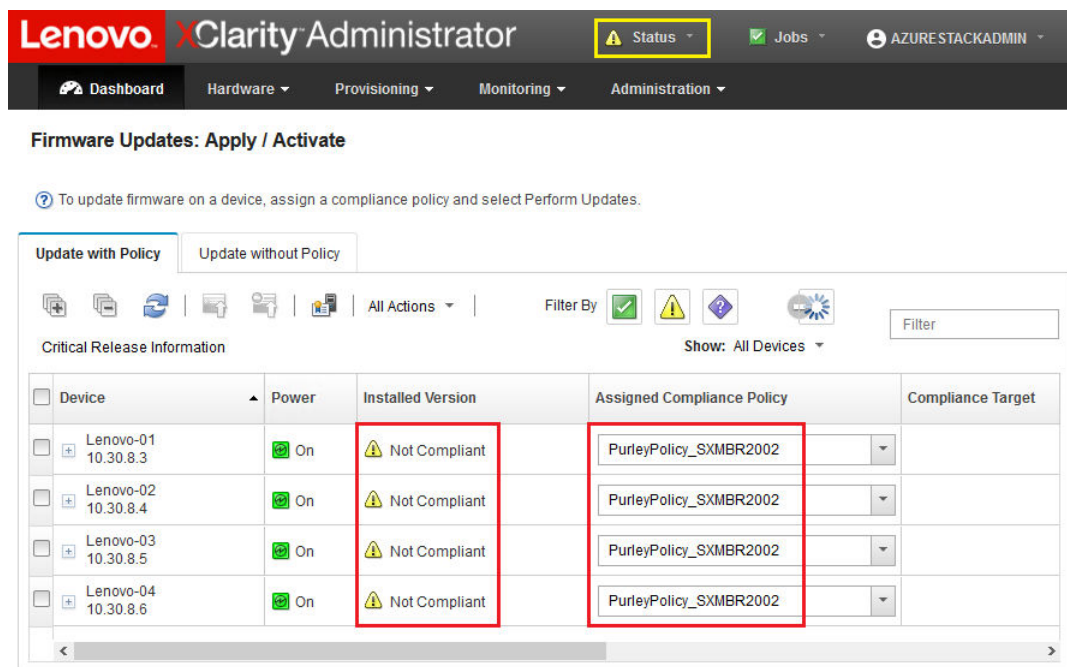 Lenovo. XClarity Administrator Status Jobs AZURESTACKADMIN
Dashboard Hardware Provisioning Monitoring Administration
Firmware Updates: Apply / Activate
? To update firmware on a device, assign a compliance policy and select Perform Updates.
Update with Policy Update without Policy
All Actions Filter By Filter
Critical Release Information Show: All Devices
Device Power Installed Version Assigned Compliance Policy Compliance Target
Lenovo-01
10.30.8.3 On Not Compliant PurleyPolicy_SXMBR2002
Lenovo-02
10.30.8.4 On Not Compliant PurleyPolicy_SXMBR2002
Lenovo-03
10.30.8.5 On Not Compliant PurleyPolicy_SXMBR2002
Lenovo-04
10.30.8.6 On Not Compliant PurleyPolicy_SXMBR2002